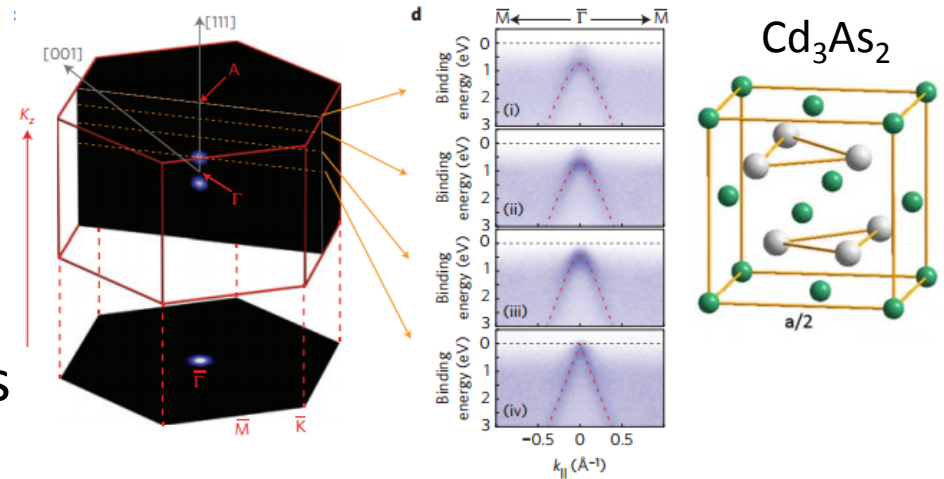 [001]
[111]
A
K_z
Γ
Γ̅
M̅
K̅
s
d
M̅ Γ̅ M̅
Binding energy (eV)
0
1
2
3
(i)
Binding energy (eV)
0
1
2
3
(ii)
Binding energy (eV)
0
1
2
3
(iii)
Binding energy (eV)
0
1
2
3
(iv)
−0.5 0 0.5
k_|| (Å⁻¹)
Cd₃As₂
a/2